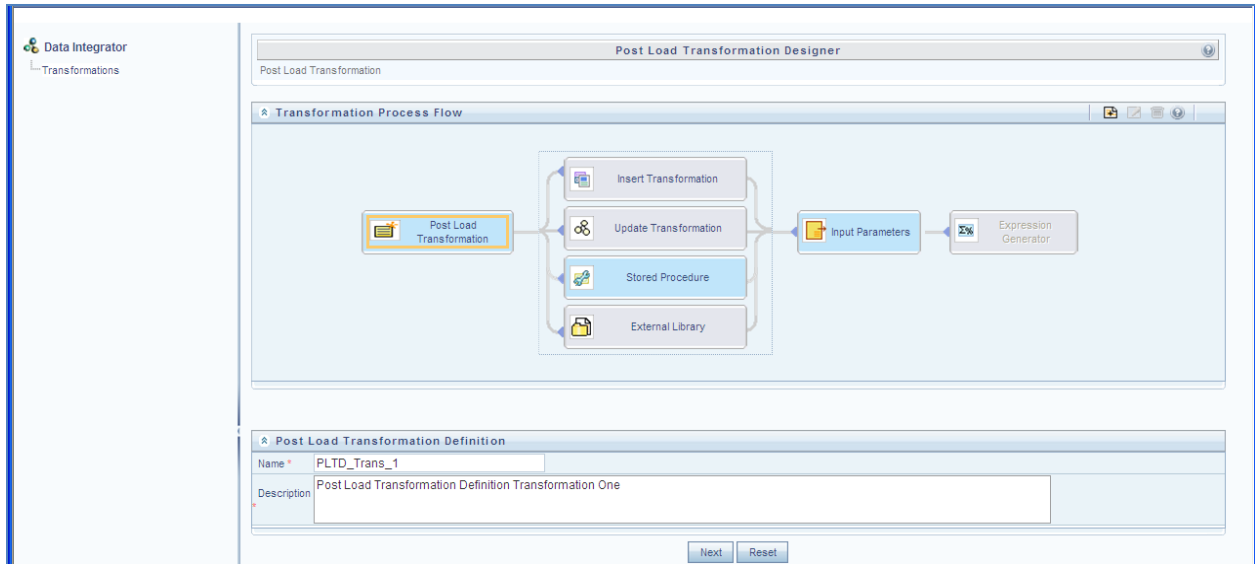 Data Integrator
Transformations
Post Load Transformation Designer
Post Load Transformation
Transformation Process Flow
Insert Transformation
Post Load
Transformation
Update Transformation
Input Parameters
Σ%
Expression
Generator
Stored Procedure
External Library
Post Load Transformation Definition
Name *
PLTD_Trans_1
Description
*
Post Load Transformation Definition Transformation One
Next
Reset